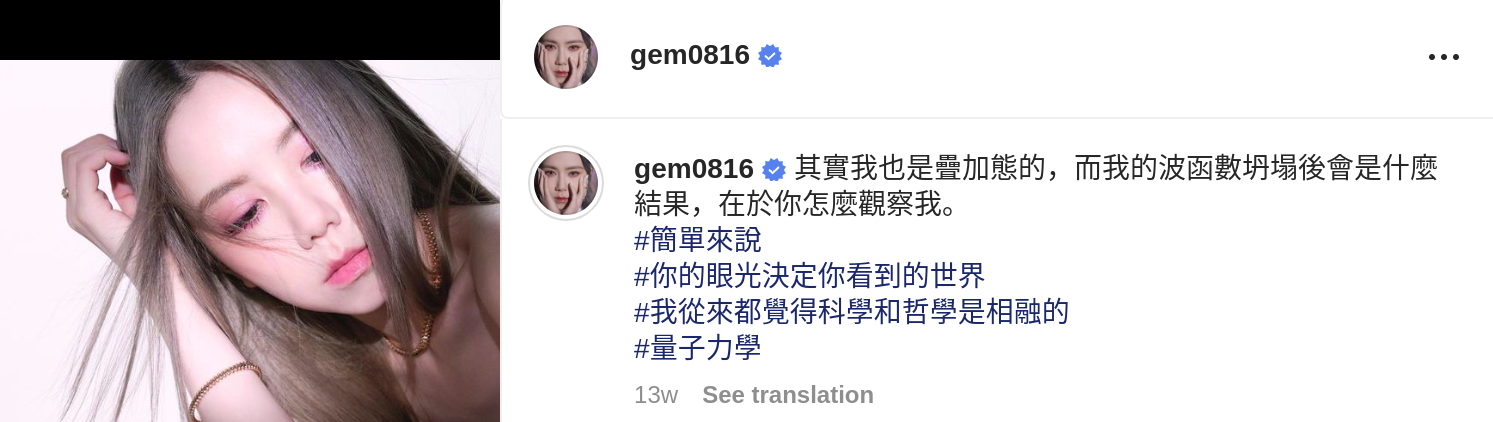 gem0816
gem0816 其實我也是疊加態的，而我的波函數坍塌後會是什麼
結果，在於你怎麼觀察我。
#簡單來說
#你的眼光決定你看到的世界
#我從來都覺得科學和哲學是相融的
#量子力學
13w See translation